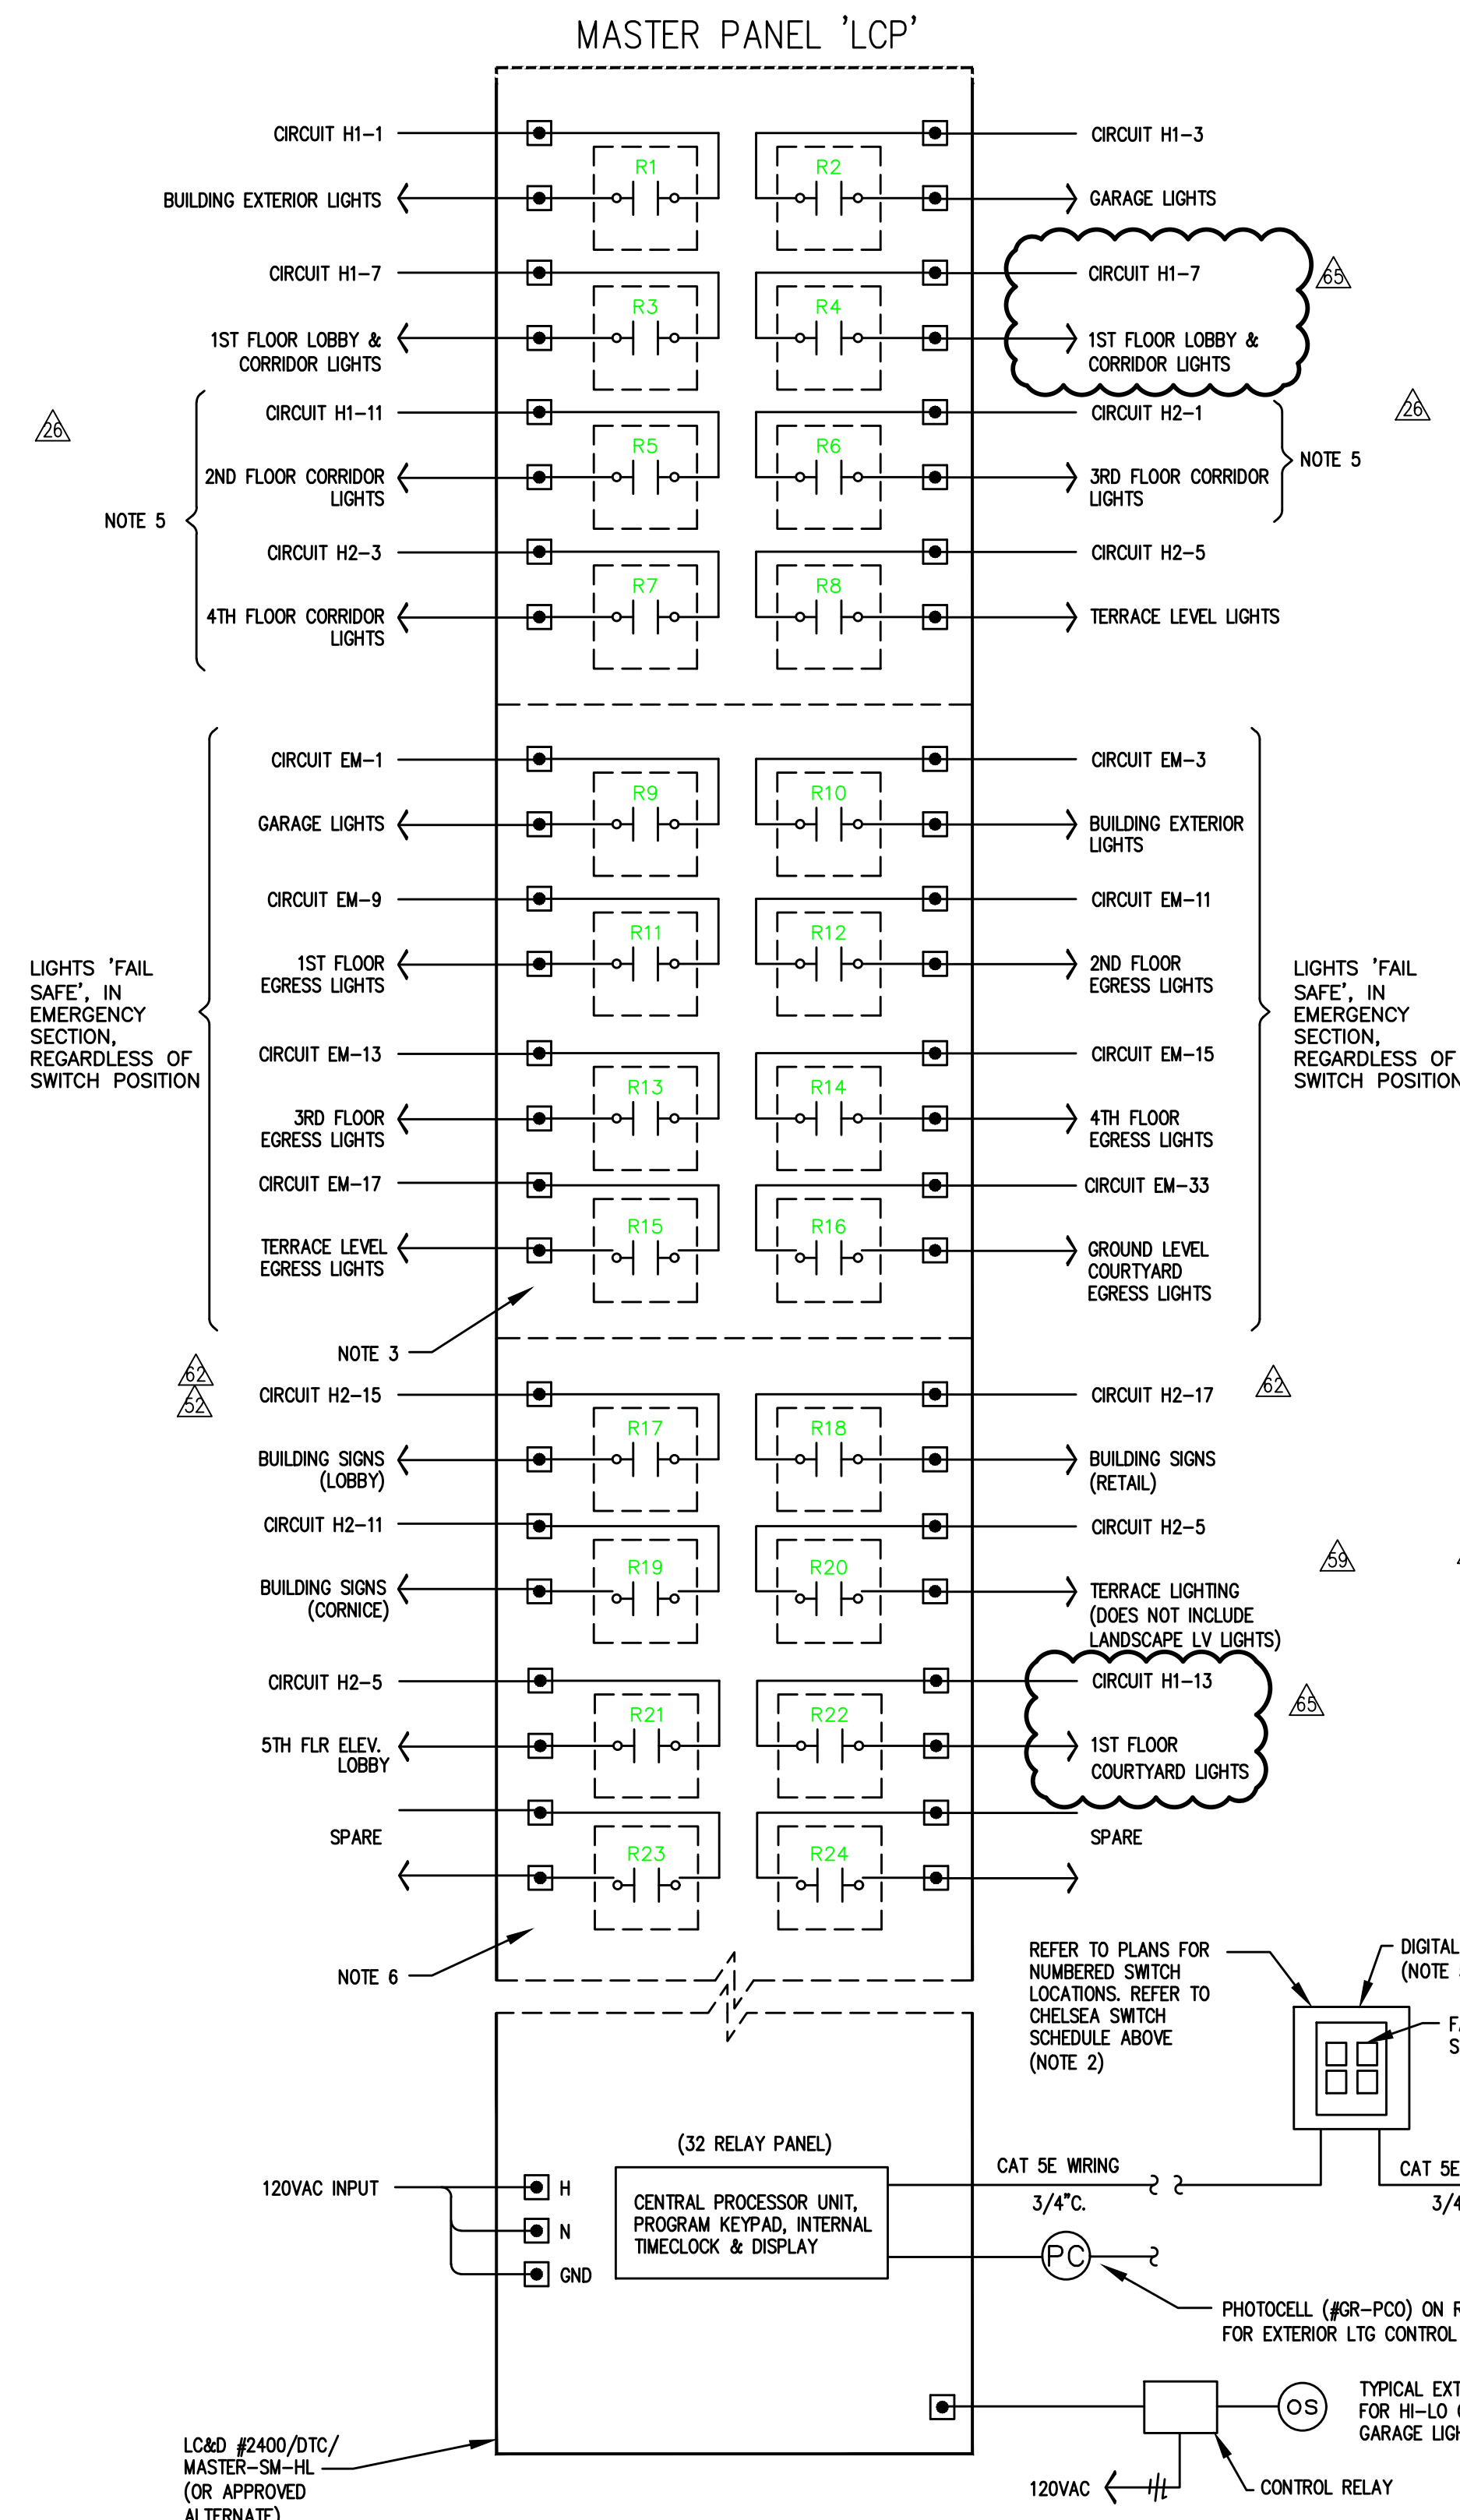 MASTER PANEL 'LCP'
CIRCUIT H1-1
R1
BUILDING EXTERIOR LIGHTS
CIRCUIT H1-3
R2
GARAGE LIGHTS
CIRCUIT H1-7
R3
1ST FLOOR LOBBY &
CORRIDOR LIGHTS
CIRCUIT H1-7
65
R4
1ST FLOOR LOBBY &
CORRIDOR LIGHTS
26
NOTE 5
CIRCUIT H1-11
R5
2ND FLOOR CORRIDOR
LIGHTS
CIRCUIT H2-1
R6
3RD FLOOR CORRIDOR
LIGHTS
NOTE 5
26
CIRCUIT H2-3
R7
4TH FLOOR CORRIDOR
LIGHTS
CIRCUIT H2-5
R8
TERRACE LEVEL LIGHTS
CIRCUIT EM-1
R9
GARAGE LIGHTS
CIRCUIT EM-3
R10
BUILDING EXTERIOR
LIGHTS
CIRCUIT EM-9
R11
1ST FLOOR
EGRESS LIGHTS
CIRCUIT EM-11
R12
2ND FLOOR
EGRESS LIGHTS
LIGHTS 'FAIL
SAFE', IN
EMERGENCY
SECTION,
REGARDLESS OF
SWITCH POSITION
LIGHTS 'FAIL
SAFE', IN
EMERGENCY
SECTION,
REGARDLESS OF
SWITCH POSITION
CIRCUIT EM-13
R13
3RD FLOOR
EGRESS LIGHTS
CIRCUIT EM-15
R14
4TH FLOOR
EGRESS LIGHTS
CIRCUIT EM-17
R15
TERRACE LEVEL
EGRESS LIGHTS
CIRCUIT EM-33
R16
GROUND LEVEL
COURTYARD
EGRESS LIGHTS
NOTE 3
62
52
CIRCUIT H2-15
R17
BUILDING SIGNS
(LOBBY)
CIRCUIT H2-17
62
R18
BUILDING SIGNS
(RETAIL)
CIRCUIT H2-11
R19
BUILDING SIGNS
(CORNICE)
CIRCUIT H2-5
59
R20
TERRACE LIGHTING
(DOES NOT INCLUDE
LANDSCAPE LV LIGHTS)
CIRCUIT H2-5
R21
5TH FLR ELEV.
LOBBY
CIRCUIT H1-13
65
R22
1ST FLOOR
COURTYARD LIGHTS
SPARE
R23
R24
SPARE
NOTE 6
REFER TO PLANS FOR
NUMBERED SWITCH
LOCATIONS. REFER TO
CHELSEA SWITCH
SCHEDULE ABOVE
(NOTE 2)
DIGITAL
(NOTE
(32 RELAY PANEL)
120VAC INPUT
H
N
GND
CENTRAL PROCESSOR UNIT,
PROGRAM KEYPAD, INTERNAL
TIMECLOCK & DISPLAY
CAT 5E WIRING
3/4"C.
CAT 5E
3/4
PC
PHOTOCELL (#GR-PCO) ON
FOR EXTERIOR LTG CONTROL
OS
TYPICAL
FOR HI-LO
GARAGE
LC&D #2400/DTC/
MASTER-SM-HL
(OR APPROVED
ALTERNATE)
120VAC
CONTROL RELAY